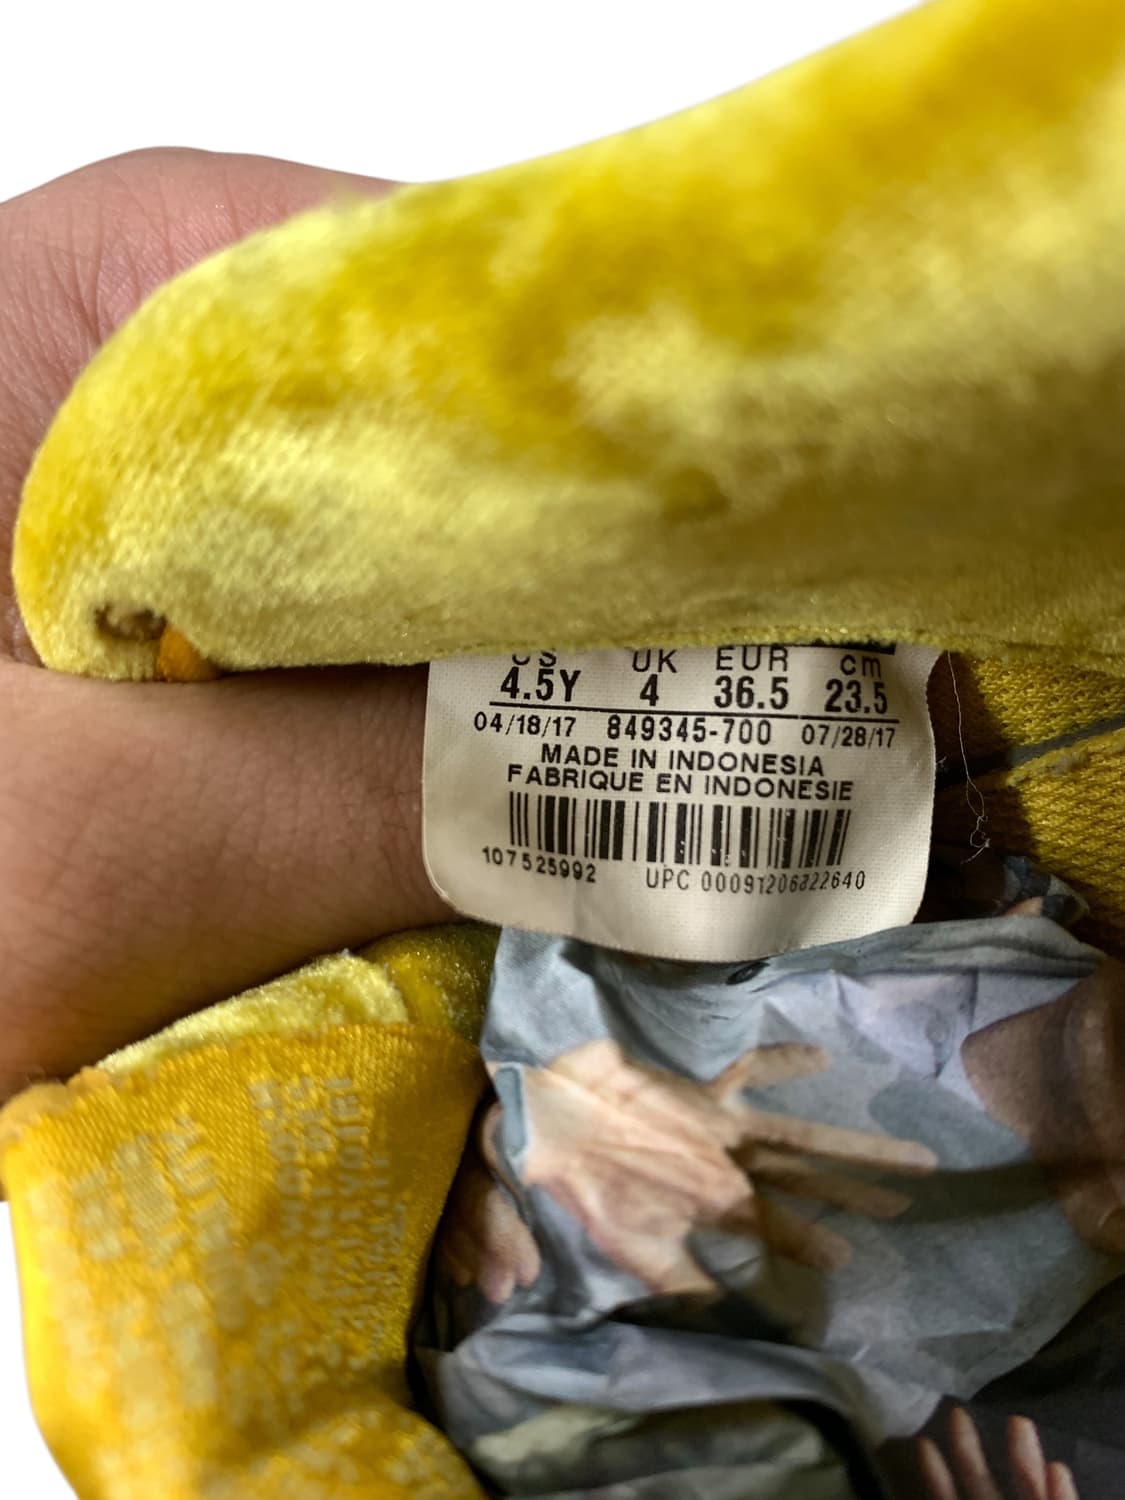 US UK EUR cm
4.5Y 4 36.5 23.5
04/18/17 849345-700 07/28/17
MADE IN INDONESIA
FABRIQUE EN INDONESIE
107525992 UPC 00091206822640